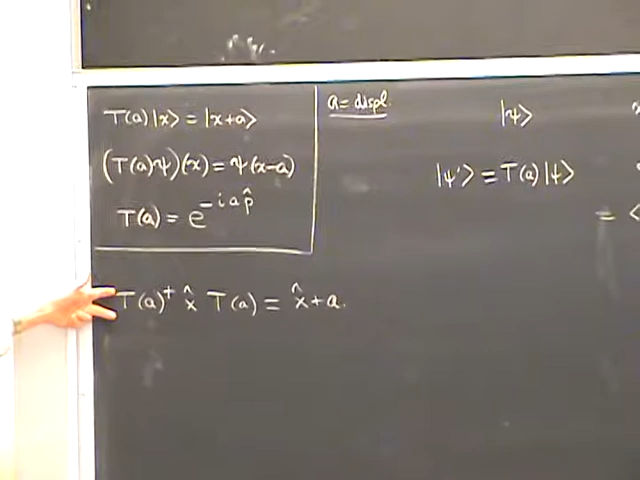 T(a)|x⟩ = |x+a⟩
(T(a)ψ)(x) = ψ(x-a)
T(a) = e^{-iap̂}
T(a)† x̂ T(a) = x̂+a.
a = displ.
|ψ⟩
|ψ'⟩ = T(a)|ψ⟩
= ⟨